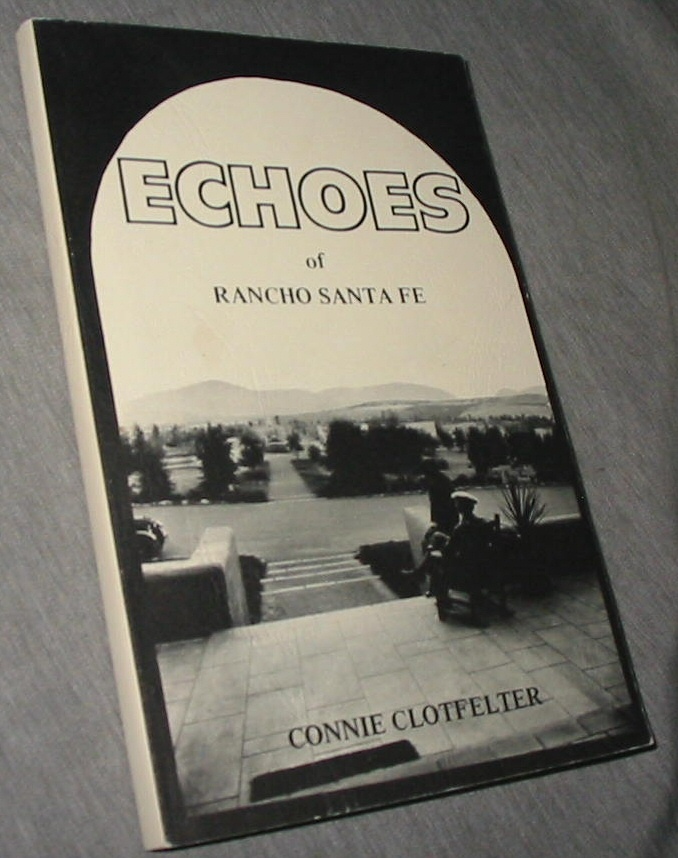 ECHOES
of
RANCHO SANTA FE
CONNIE CLOTFELTER